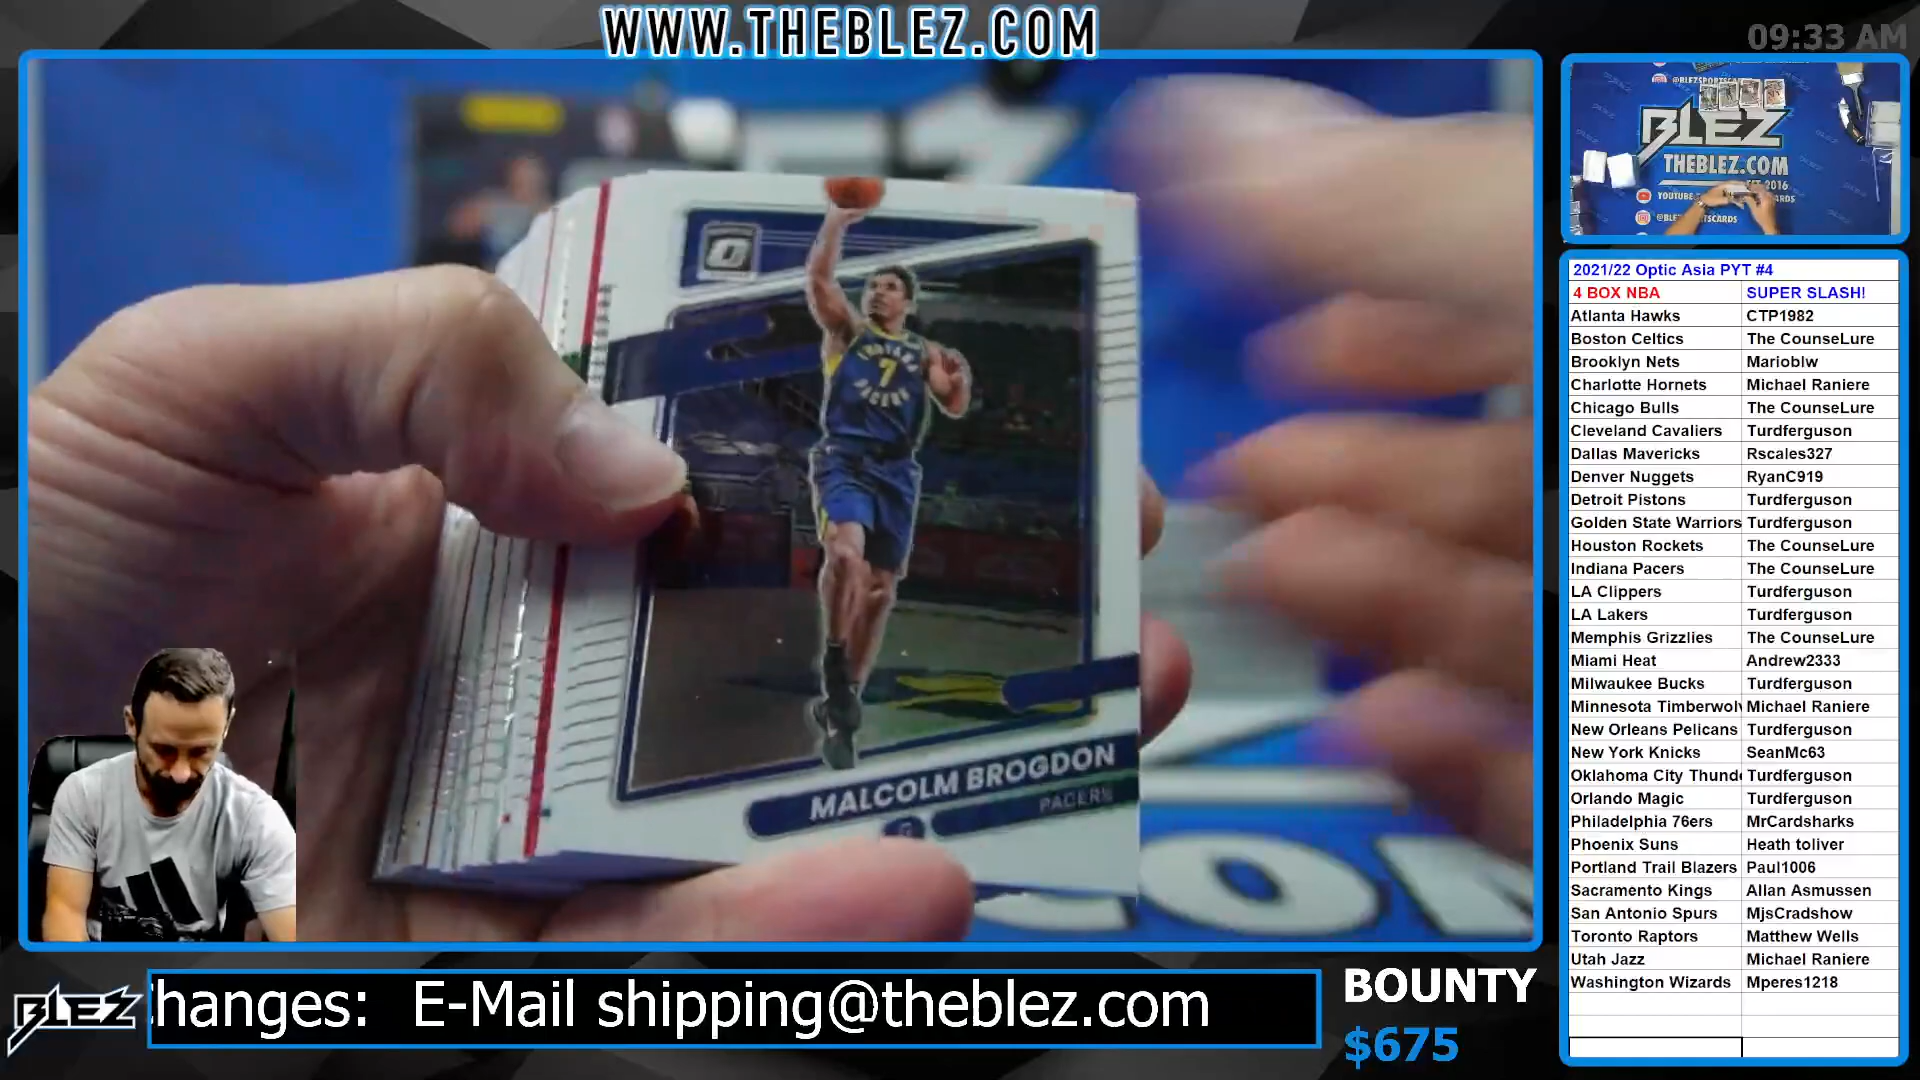 WWW.THEBLEZ.COM
09:33 AM
BLEZ
THEBLEZ.COM
2016
YOUTUBE
INDIANA
7
PACERS
MALCOLM BROGDON
PACERS
G
2021/22 Optic Asia PYT #4
4 BOX NBA SUPER SLASH!
Atlanta Hawks CTP1982
Boston Celtics The CounseLure
Brooklyn Nets Marioblw
Charlotte Hornets Michael Raniere
Chicago Bulls The CounseLure
Cleveland Cavaliers Turdferguson
Dallas Mavericks Rscales327
Denver Nuggets RyanC919
Detroit Pistons Turdferguson
Golden State Warriors Turdferguson
Houston Rockets The CounseLure
Indiana Pacers The CounseLure
LA Clippers Turdferguson
LA Lakers Turdferguson
Memphis Grizzlies The CounseLure
Miami Heat Andrew2333
Milwaukee Bucks Turdferguson
Minnesota Timberwolv Michael Raniere
New Orleans Pelicans Turdferguson
New York Knicks SeanMc63
Oklahoma City Thunde Turdferguson
Orlando Magic Turdferguson
Philadelphia 76ers MrCardsharks
Phoenix Suns Heath toliver
Portland Trail Blazers Paul1006
Sacramento Kings Allan Asmussen
San Antonio Spurs MjsCradshow
Toronto Raptors Matthew Wells
Utah Jazz Michael Raniere
Washington Wizards Mperes1218
BLEZ
hanges: E-Mail shipping@theblez.com
BOUNTY
$675